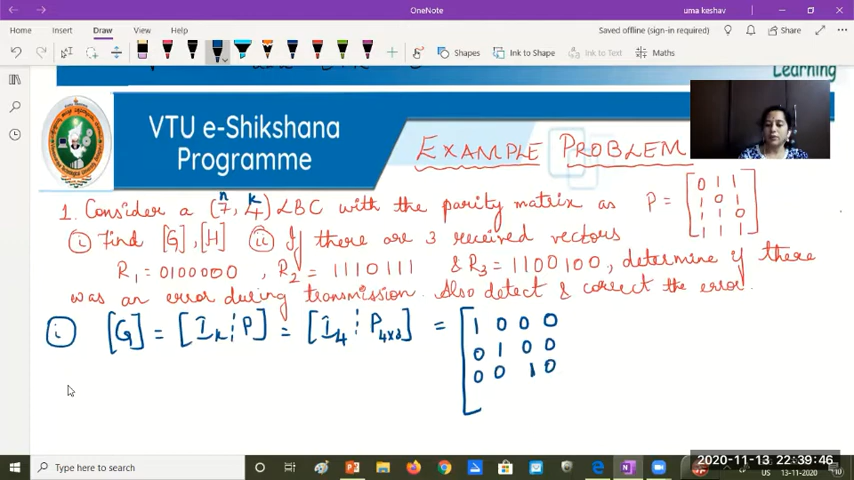 OneNote
uma keshav
Home Insert Draw View Help Class Notebook
Saved offline (sign-in required)
Share
Shapes Ink to Shape Ink to Text Maths
Learning
VTU e-Shikshana
Programme
EXAMPLE PROBLEM
1. Consider a (7, 4) LBC with the parity matrix as P = [0 1 1
n k
1 0 1
1 1 0
1 1 1]
(i) Find [G], [H] (ii) If there are 3 received vectors
R1 = 0100000 , R2 = 1110111 & R3 = 1100100, determine if there
was an error during transmission. Also detect & correct the error.
(i) [G] = [Ik ⋮ P] = [I4 ⋮ P4x3] = [1 0 0 0
0 1 0 0
0 0 1 0
2020-11-13 22:39:46
Type here to search
13-11-2020